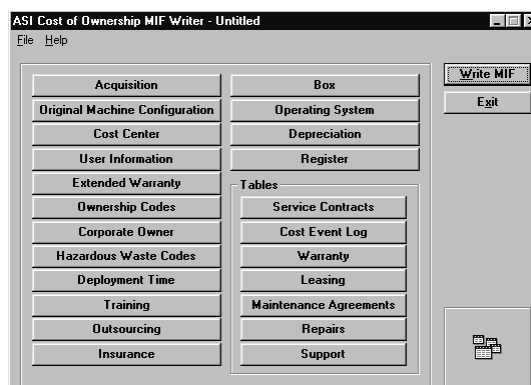 ASI Cost of Ownership MIF Writer - Untitled
File Help
Acquisition
Original Machine Configuration
Cost Center
User Information
Extended Warranty
Ownership Codes
Corporate Owner
Hazardous Waste Codes
Deployment Time
Training
Outsourcing
Insurance
Box
Operating System
Depreciation
Register
Tables
Service Contracts
Cost Event Log
Warranty
Leasing
Maintenance Agreements
Repairs
Support
Write MIF
Exit